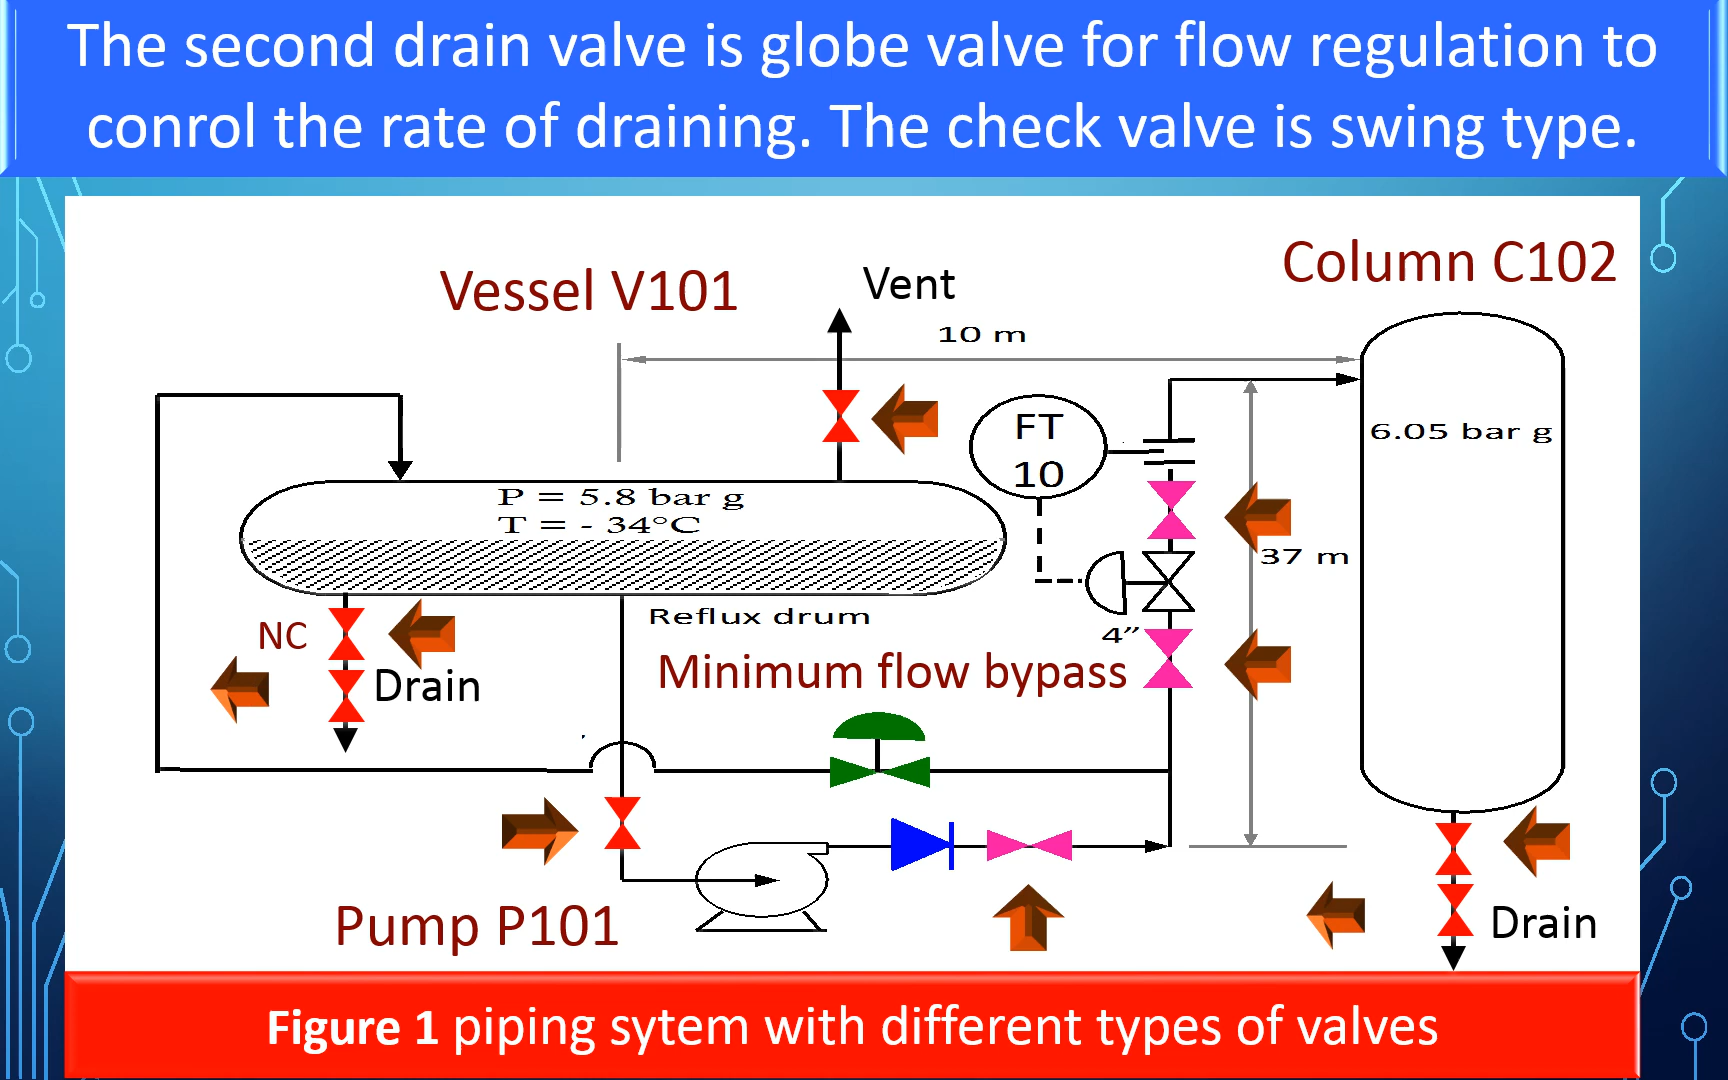 The second drain valve is globe valve for flow regulation to
conrol the rate of draining. The check valve is swing type.
Column C102
Vessel V101
Vent
10 m
FT
10
6.05 bar g
P = 5.8 bar g
T = - 34°C
37 m
Reflux drum
4”
NC
Minimum flow bypass
Drain
Pump P101
Drain
Figure 1 piping sytem with different types of valves